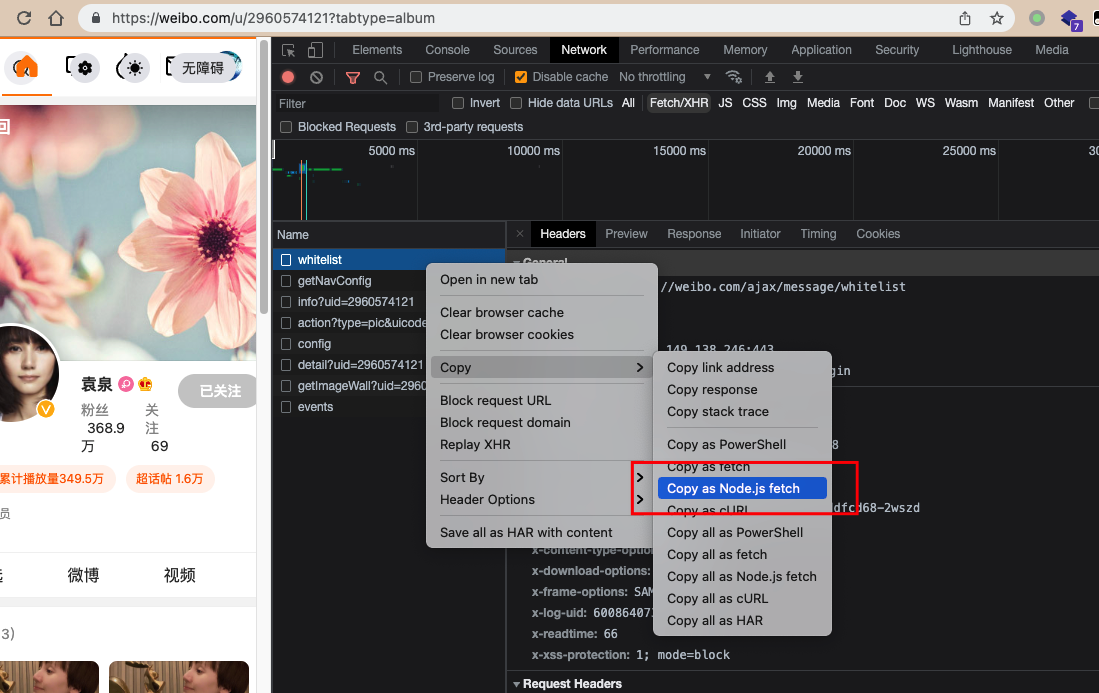 https://weibo.com/u/2960574121?tabtype=album
7
无障碍
回
袁泉
已关注
粉丝
368.9
万
关
注
69
累计播放量349.5万
超话帖 1.6万
员
微博
视频
3)
Elements Console Sources Network Performance Memory Application Security Lighthouse Media
Preserve log Disable cache No throttling
Filter Invert Hide data URLs All Fetch/XHR JS CSS Img Media Font Doc WS Wasm Manifest Other
Blocked Requests 3rd-party requests
5000 ms 10000 ms 15000 ms 20000 ms 25000 ms 30
Name
whitelist
getNavConfig
info?uid=2960574121
action?type=pic&uicode
config
detail?uid=2960574121
getImageWall?uid=2960
events
× Headers Preview Response Initiator Timing Cookies
General
//weibo.com/ajax/message/whitelist
149.138.246:443
gin
8
dfcd68-2wszd
x-content-type-option
x-download-options:
x-frame-options: SAM
x-log-uid: 600864073
x-readtime: 66
x-xss-protection: 1; mode=block
Request Headers
Open in new tab
Clear browser cache
Clear browser cookies
Copy
Block request URL
Block request domain
Replay XHR
Sort By
Header Options
Save all as HAR with content
Copy link address
Copy response
Copy stack trace
Copy as PowerShell
Copy as fetch
Copy as Node.js fetch
Copy as cURL
Copy all as PowerShell
Copy all as fetch
Copy all as Node.js fetch
Copy all as cURL
Copy all as HAR